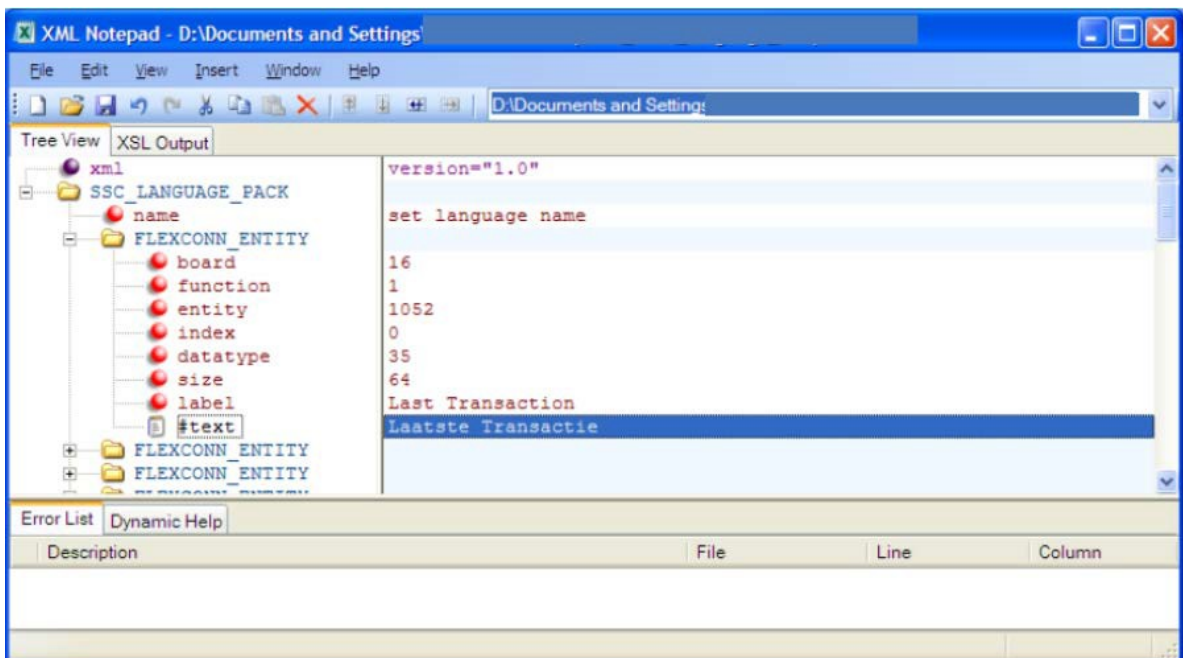 XML Notepad - D:\Documents and Settings\
File Edit View Insert Window Help
D:\Documents and Settings
Tree View XSL Output
xml version="1.0"
SSC_LANGUAGE_PACK
name set language name
FLEXCONN_ENTITY
board 16
function 1
entity 1052
index 0
datatype 35
size 64
label Last Transaction
#text Laatste Transactie
FLEXCONN_ENTITY
FLEXCONN_ENTITY
FLEXCONN_ENTITY
Error List Dynamic Help
Description File Line Column